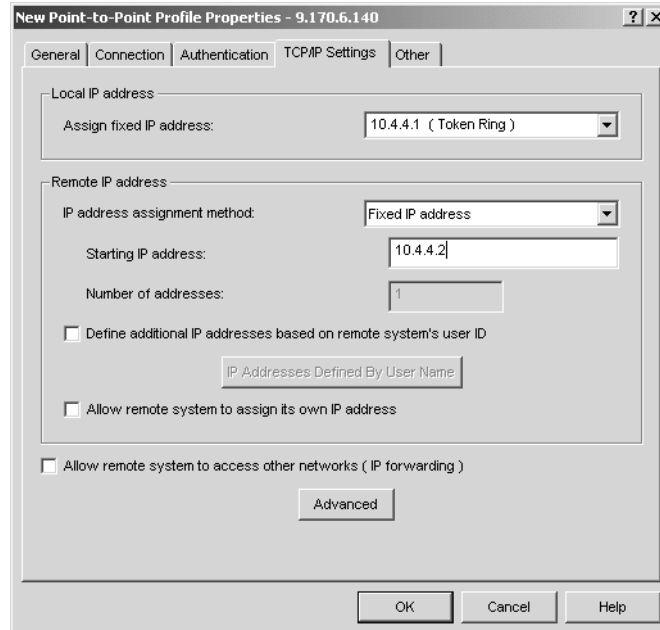 New Point-to-Point Profile Properties - 9.170.6.140
General Connection Authentication TCP/IP Settings Other
Local IP address
Assign fixed IP address: 10.4.4.1 ( Token Ring )
Remote IP address
IP address assignment method: Fixed IP address
Starting IP address: 10.4.4.2
Number of addresses: 1
Define additional IP addresses based on remote system's user ID
IP Addresses Defined By User Name
Allow remote system to assign its own IP address
Allow remote system to access other networks ( IP forwarding )
Advanced
OK Cancel Help